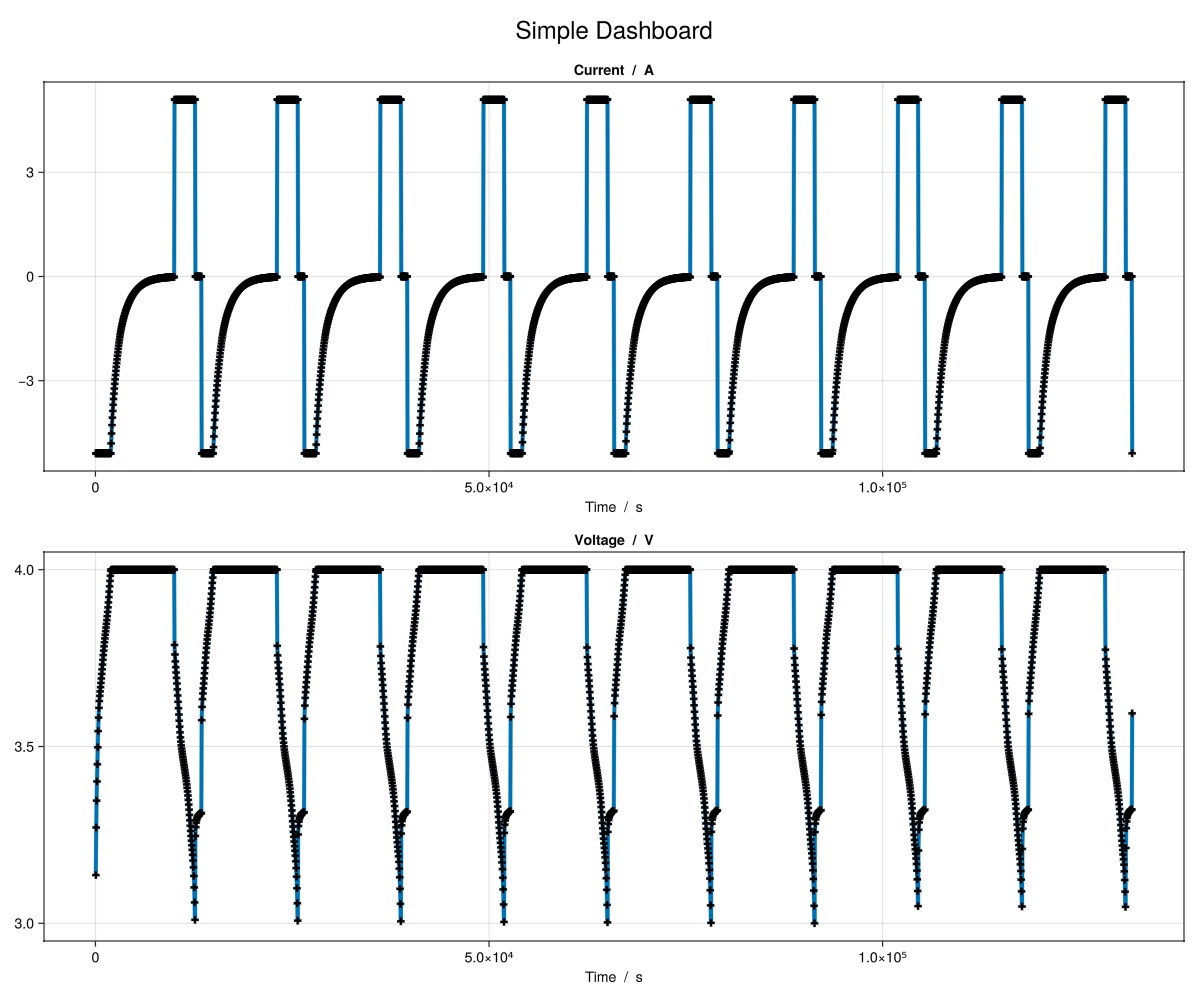 Simple Dashboard
Current / A
3
0
−3
0
5.0×10⁴
1.0×10⁵
Time / s
Voltage / V
4.0
3.5
3.0
0
5.0×10⁴
1.0×10⁵
Time / s